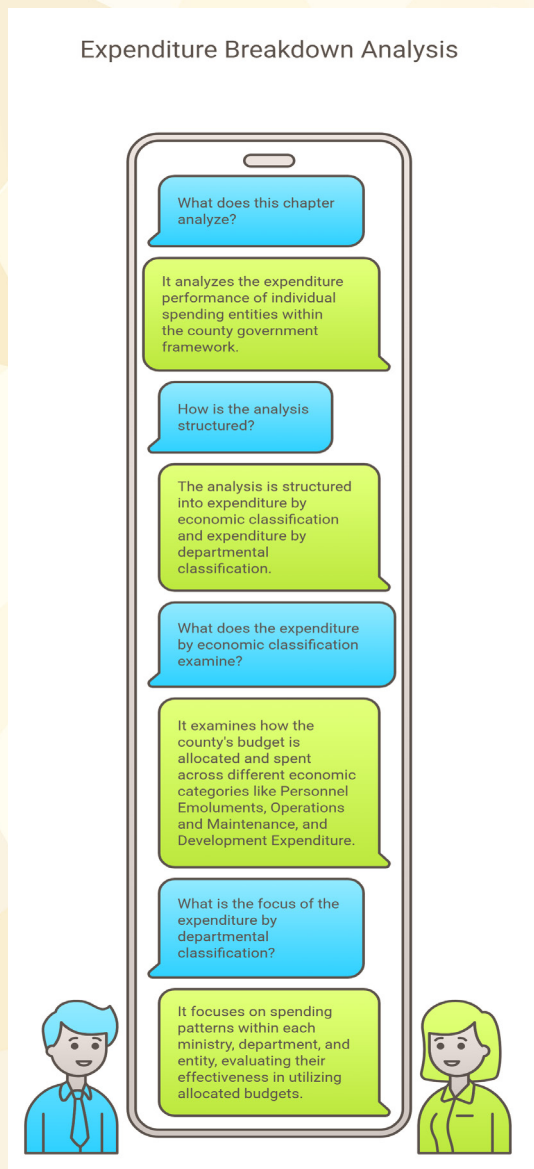 Expenditure Breakdown Analysis
What does this chapter
analyze?
It analyzes the expenditure
performance of individual
spending entities within
the county government
framework.
How is the analysis
structured?
The analysis is structured
into expenditure by
economic classification
and expenditure by
departmental
classification.
What does the expenditure
by economic classification
examine?
It examines how the
county's budget is
allocated and spent
across different economic
categories like Personnel
Emoluments, Operations
and Maintenance, and
Development Expenditure.
What is the focus of the
expenditure by
departmental
classification?
It focuses on spending
patterns within each
ministry, department, and
entity, evaluating their
effectiveness in utilizing
allocated budgets.